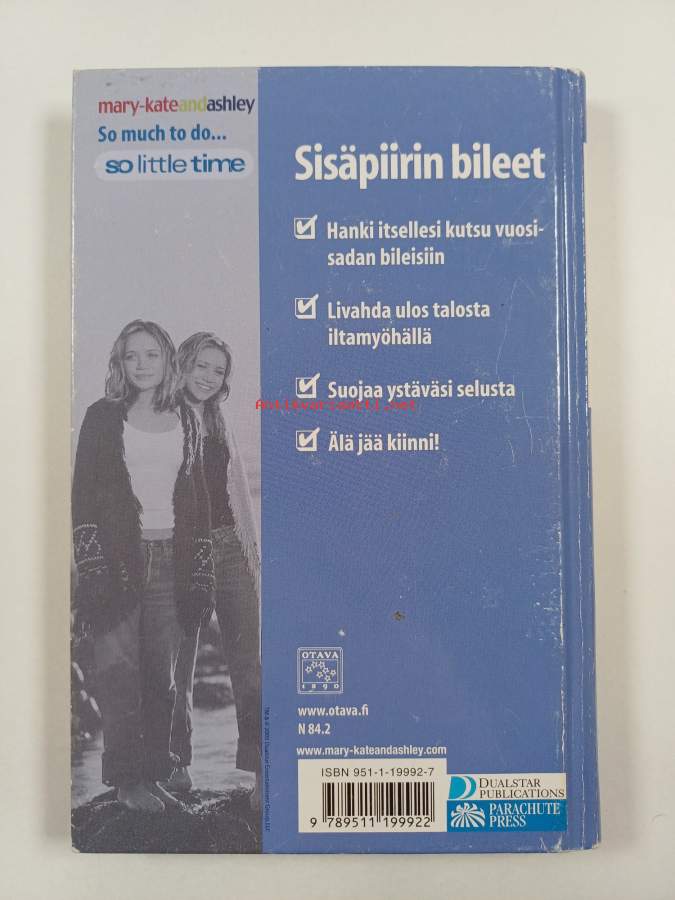 mary-kateandashley
So much to do...
so little time
Sisäpiirin bileet
Hanki itsellesi kutsu vuosi-
sadan bileisiin
Livahda ulos talosta
iltamyöhällä
Suojaa ystäväsi selusta
Antikvariaatti.net
Älä jää kiinni!
OTAVA
1890
www.otava.fi
N 84.2
www.mary-kateandashley.com
ISBN 951-1-19992-7
9 789511 199922
DUALSTAR
PUBLICATIONS
PARACHUTE
PRESS